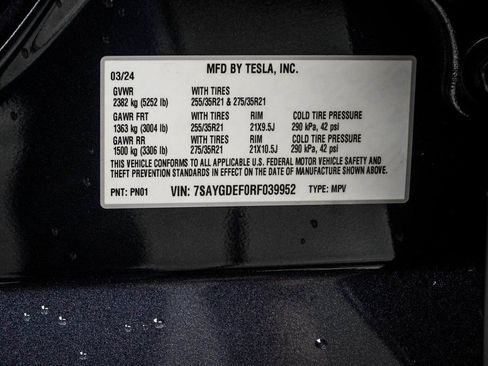 03/24 MFD BY TESLA, INC.
GVWR WITH TIRES
2382 kg (5252 lb) 255/35R21 & 275/35R21
GAWR FRT WITH TIRES RIM COLD TIRE PRESSURE
1363 kg (3004 lb) 255/35R21 21X9.5J 290 kPa, 42 psi
GAWR RR WITH TIRES RIM COLD TIRE PRESSURE
1500 kg (3306 lb) 275/35R21 21X10.5J 290 kPa, 42 psi
THIS VEHICLE CONFORMS TO ALL APPLICABLE U.S. FEDERAL MOTOR VEHICLE SAFETY AND
THEFT PREVENTION STANDARDS IN EFFECT ON THE DATE OF MANUFACTURE SHOWN ABOVE.
PNT: PN01 VIN: 7SAYGDEF0RF039952 TYPE: MPV